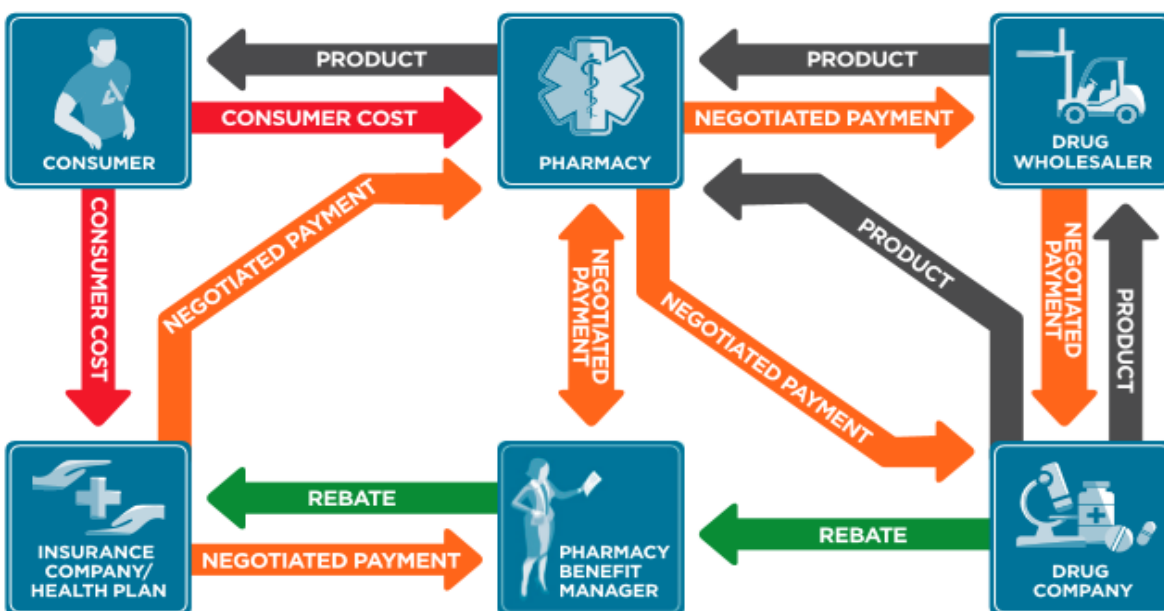 PRODUCT
PRODUCT
CONSUMER COST
NEGOTIATED PAYMENT
CONSUMER
PHARMACY
DRUG
WHOLESALER
CONSUMER COST
NEGOTIATED PAYMENT
NEGOTIATED
PAYMENT
NEGOTIATED PAYMENT
PRODUCT
NEGOTIATED
PAYMENT
PRODUCT
REBATE
REBATE
NEGOTIATED PAYMENT
INSURANCE
COMPANY/
HEALTH PLAN
PHARMACY
BENEFIT
MANAGER
DRUG
COMPANY